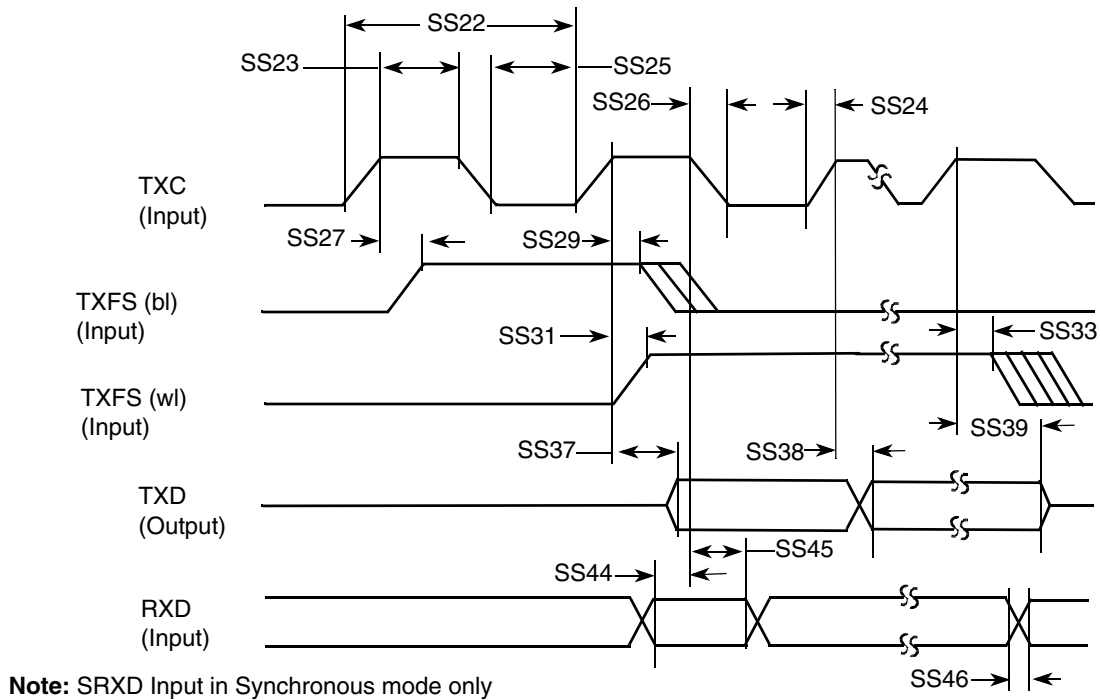 SS22
SS23
SS25
SS26
SS24
TXC
(Input)
SS27
SS29
TXFS (bl)
(Input)
SS31
SS33
TXFS (wl)
(Input)
SS39
SS37
SS38
TXD
(Output)
SS45
SS44
RXD
(Input)
SS46
Note: SRXD Input in Synchronous mode only